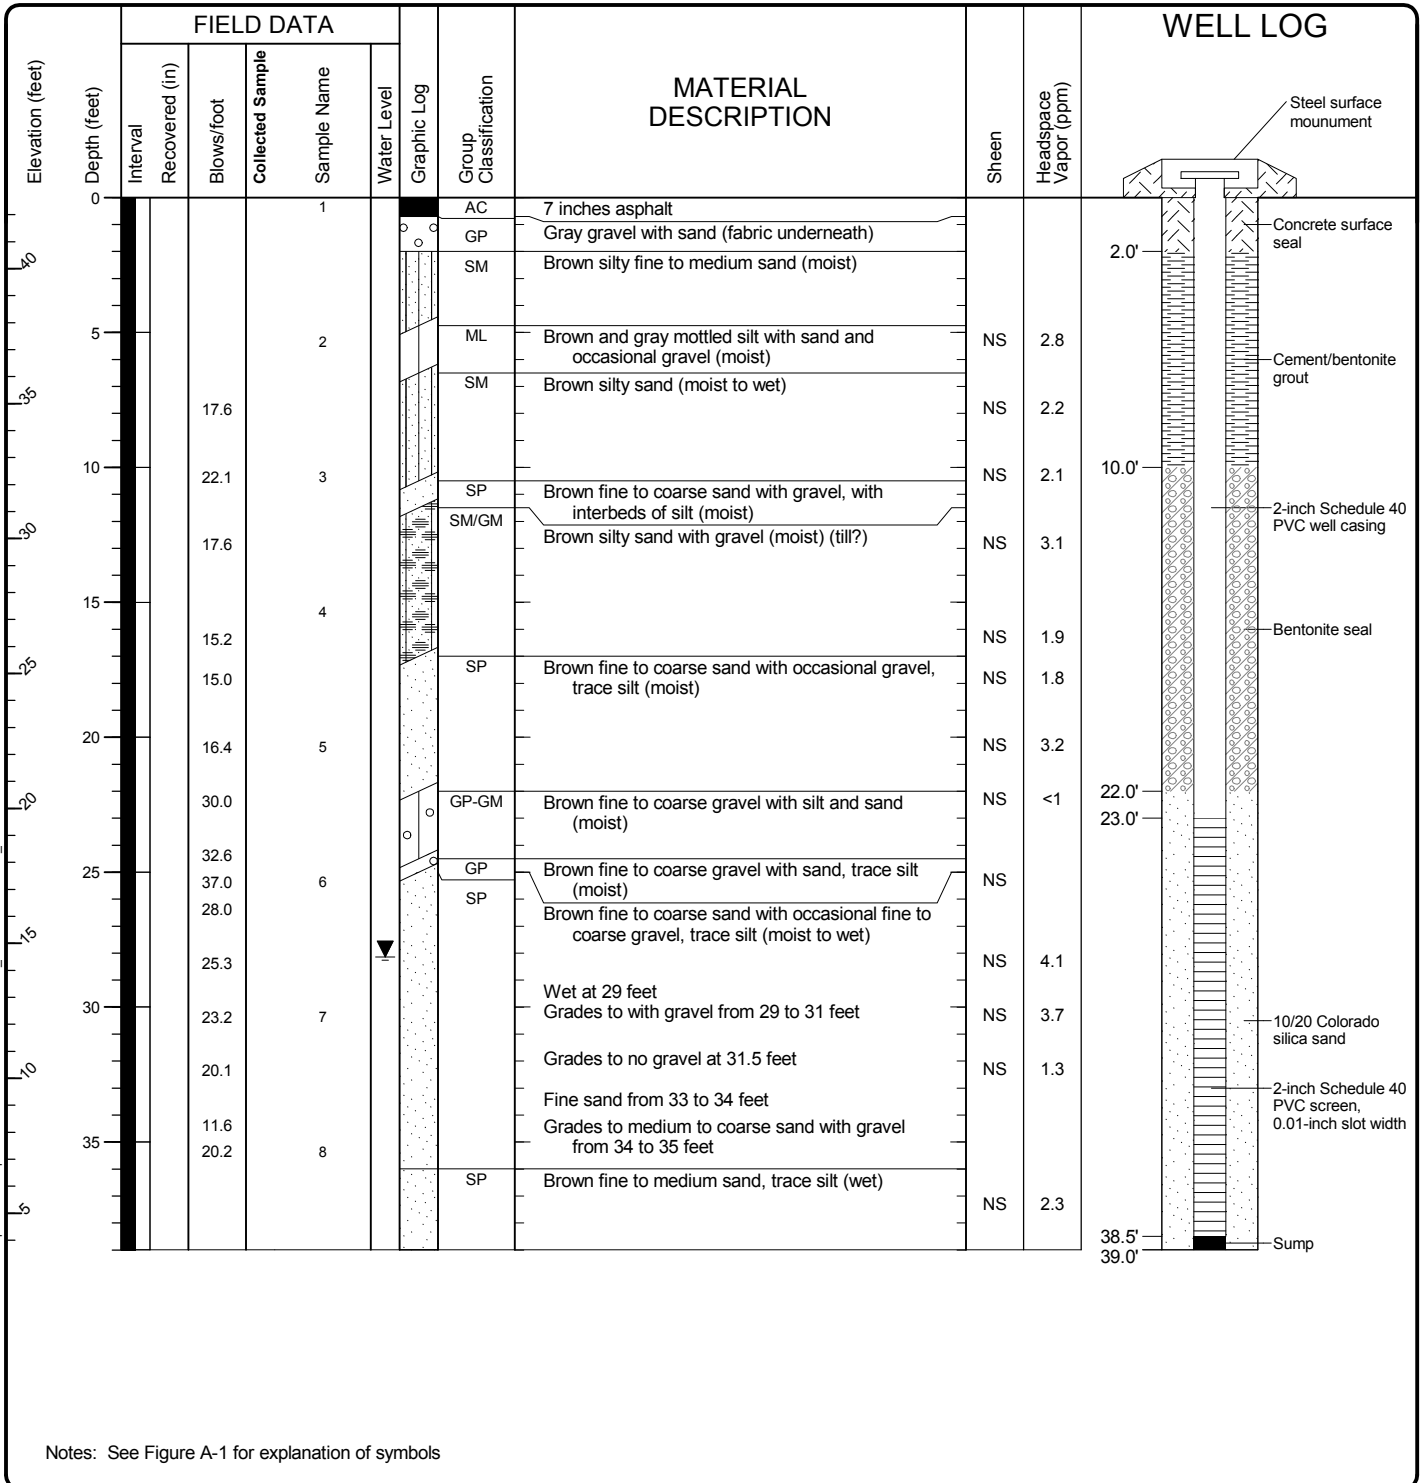 FIELD DATA
WELL LOG
Elevation (feet)
Depth (feet)
Interval
Recovered (in)
Blows/foot
Collected Sample
Sample Name
Water Level
Graphic Log
Group
Classification
MATERIAL
DESCRIPTION
Sheen
Headspace
Vapor (ppm)
Steel surface
mounument
0
1
AC
7 inches asphalt
GP
Gray gravel with sand (fabric underneath)
Concrete surface
seal
2.0'
40
SM
Brown silty fine to medium sand (moist)
5
2
ML
Brown and gray mottled silt with sand and
occasional gravel (moist)
NS
2.8
Cement/bentonite
grout
35
SM
Brown silty sand (moist to wet)
17.6
NS
2.2
10
22.1
3
NS
2.1
10.0'
SP
Brown fine to coarse sand with gravel, with
interbeds of silt (moist)
2-inch Schedule 40
PVC well casing
30
SM/GM
Brown silty sand with gravel (moist) (till?)
17.6
NS
3.1
15
4
15.2
NS
1.9
Bentonite seal
25
SP
Brown fine to coarse sand with occasional gravel,
trace silt (moist)
15.0
NS
1.8
20
16.4
5
NS
3.2
20
30.0
GP-GM
Brown fine to coarse gravel with silt and sand
(moist)
NS
<1
22.0'
23.0'
32.6
25
37.0
6
GP
Brown fine to coarse gravel with sand, trace silt
(moist)
NS
28.0
SP
Brown fine to coarse sand with occasional fine to
coarse gravel, trace silt (moist to wet)
15
25.3
NS
4.1
Wet at 29 feet
30
23.2
7
Grades to with gravel from 29 to 31 feet
NS
3.7
10/20 Colorado
silica sand
10
20.1
Grades to no gravel at 31.5 feet
NS
1.3
2-inch Schedule 40
PVC screen,
0.01-inch slot width
Fine sand from 33 to 34 feet
11.6
Grades to medium to coarse sand with gravel
from 34 to 35 feet
35
20.2
8
SP
Brown fine to medium sand, trace silt (wet)
5
NS
2.3
38.5'
39.0'
Sump
Notes: See Figure A-1 for explanation of symbols